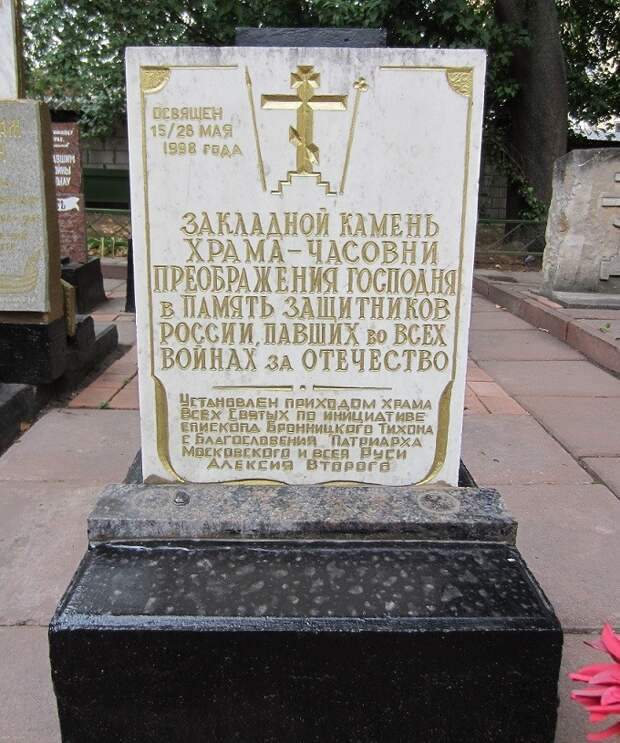 ОСВЯЩЕН
15/28 МАЯ
1998 ГОДА
ЗАКЛАДНОЙ КАМЕНЬ
ХРАМА-ЧАСОВНИ
ПРЕОБРАЖЕНИЯ ГОСПОДНЯ
В ПАМЯТЬ ЗАЩИТНИКОВ
РОССИИ, ПАВШИХ ВО ВСЕХ
ВОЙНАХ ЗА ОТЕЧЕСТВО
УСТАНОВЛЕН ПРИХОДОМ ХРАМА
ВСЕХ СВЯТЫХ ПО ИНИЦИАТИВЕ
ЕПИСКОПА БРОННИЦКОГО ТИХОНА
С БЛАГОСЛОВЕНИЯ ПАТРИАРХА
МОСКОВСКОГО И ВСЕЯ РУСИ
АЛЕКСИЯ ВТОРОГО